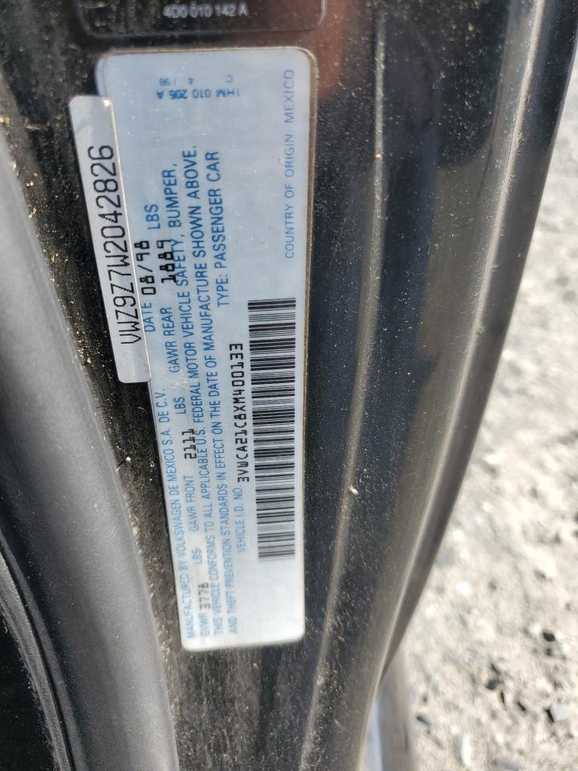 4D0 010 142 A
VWZ9Z7W2042826
1HM 010 206 A
MANUFACTURED BY VOLKSWAGEN DE MEXICO S.A. DE C.V. DATE 08/98
GVWR 3778 LBS GAWR FRONT 2111 LBS GAWR REAR 1889 LBS
THIS VEHICLE CONFORMS TO ALL APPLICABLE U.S. FEDERAL MOTOR VEHICLE SAFETY, BUMPER,
AND THEFT PREVENTION STANDARDS IN EFFECT ON THE DATE OF MANUFACTURE SHOWN ABOVE.
VEHICLE I.D. NO. TYPE: PASSENGER CAR
3VWCA21C8XM400133
COUNTRY OF ORIGIN MEXICO